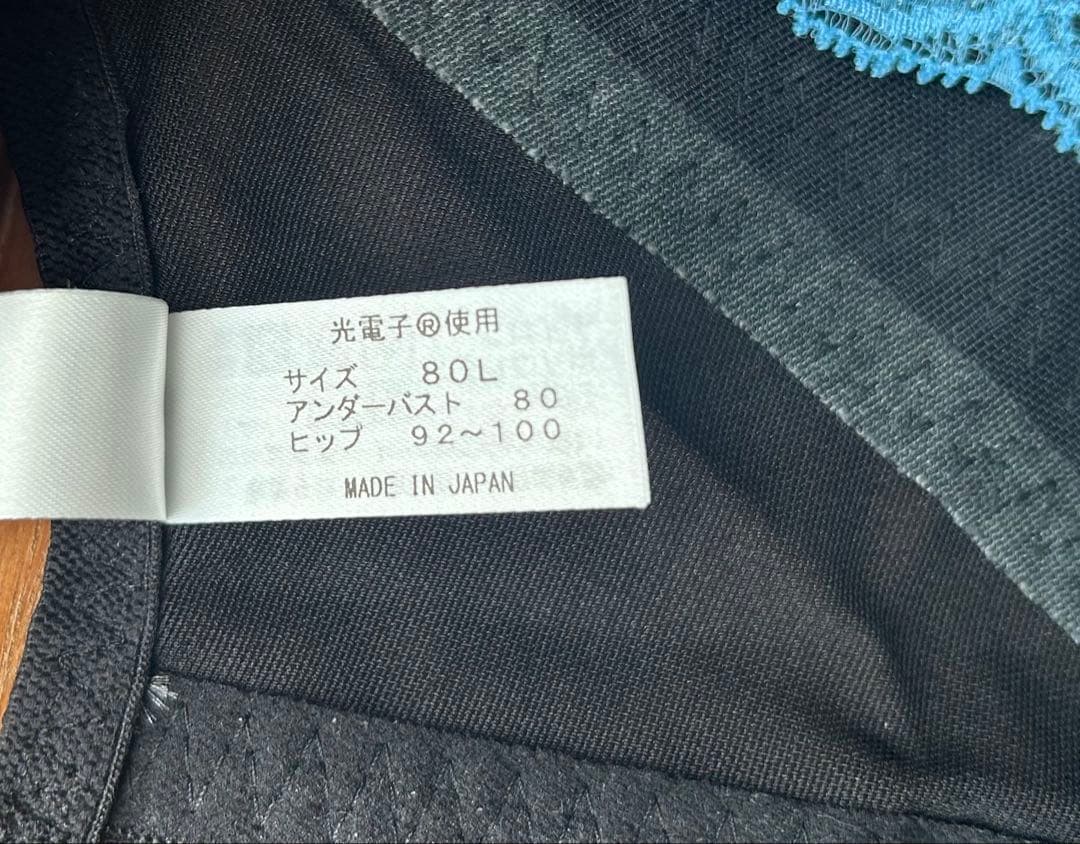 光電子®使用
サイズ 80L
アンダーバスト 80
ヒップ 92～100
MADE IN JAPAN